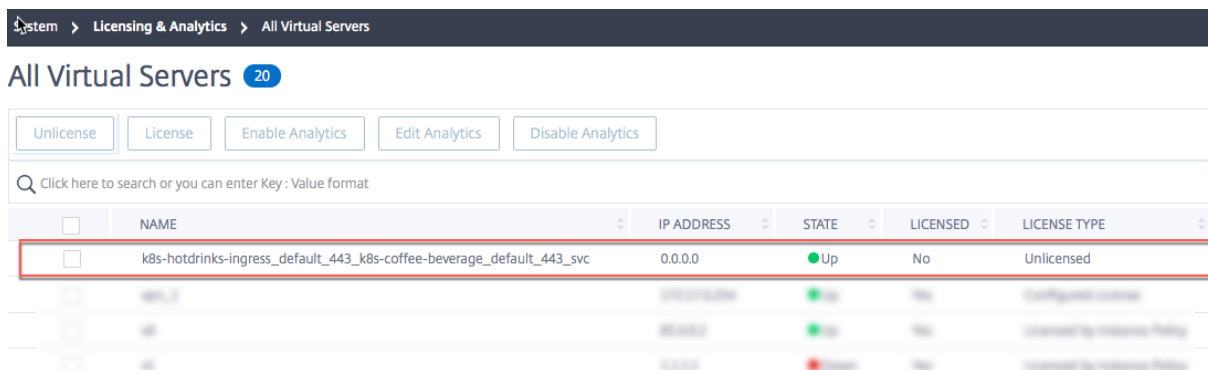 System > Licensing & Analytics > All Virtual Servers
All Virtual Servers 20
Unlicense License Enable Analytics Edit Analytics Disable Analytics
Click here to search or you can enter Key : Value format
NAME IP ADDRESS STATE LICENSED LICENSE TYPE
k8s-hotdrinks-ingress_default_443_k8s-coffee-beverage_default_443_svc 0.0.0.0 Up No Unlicensed